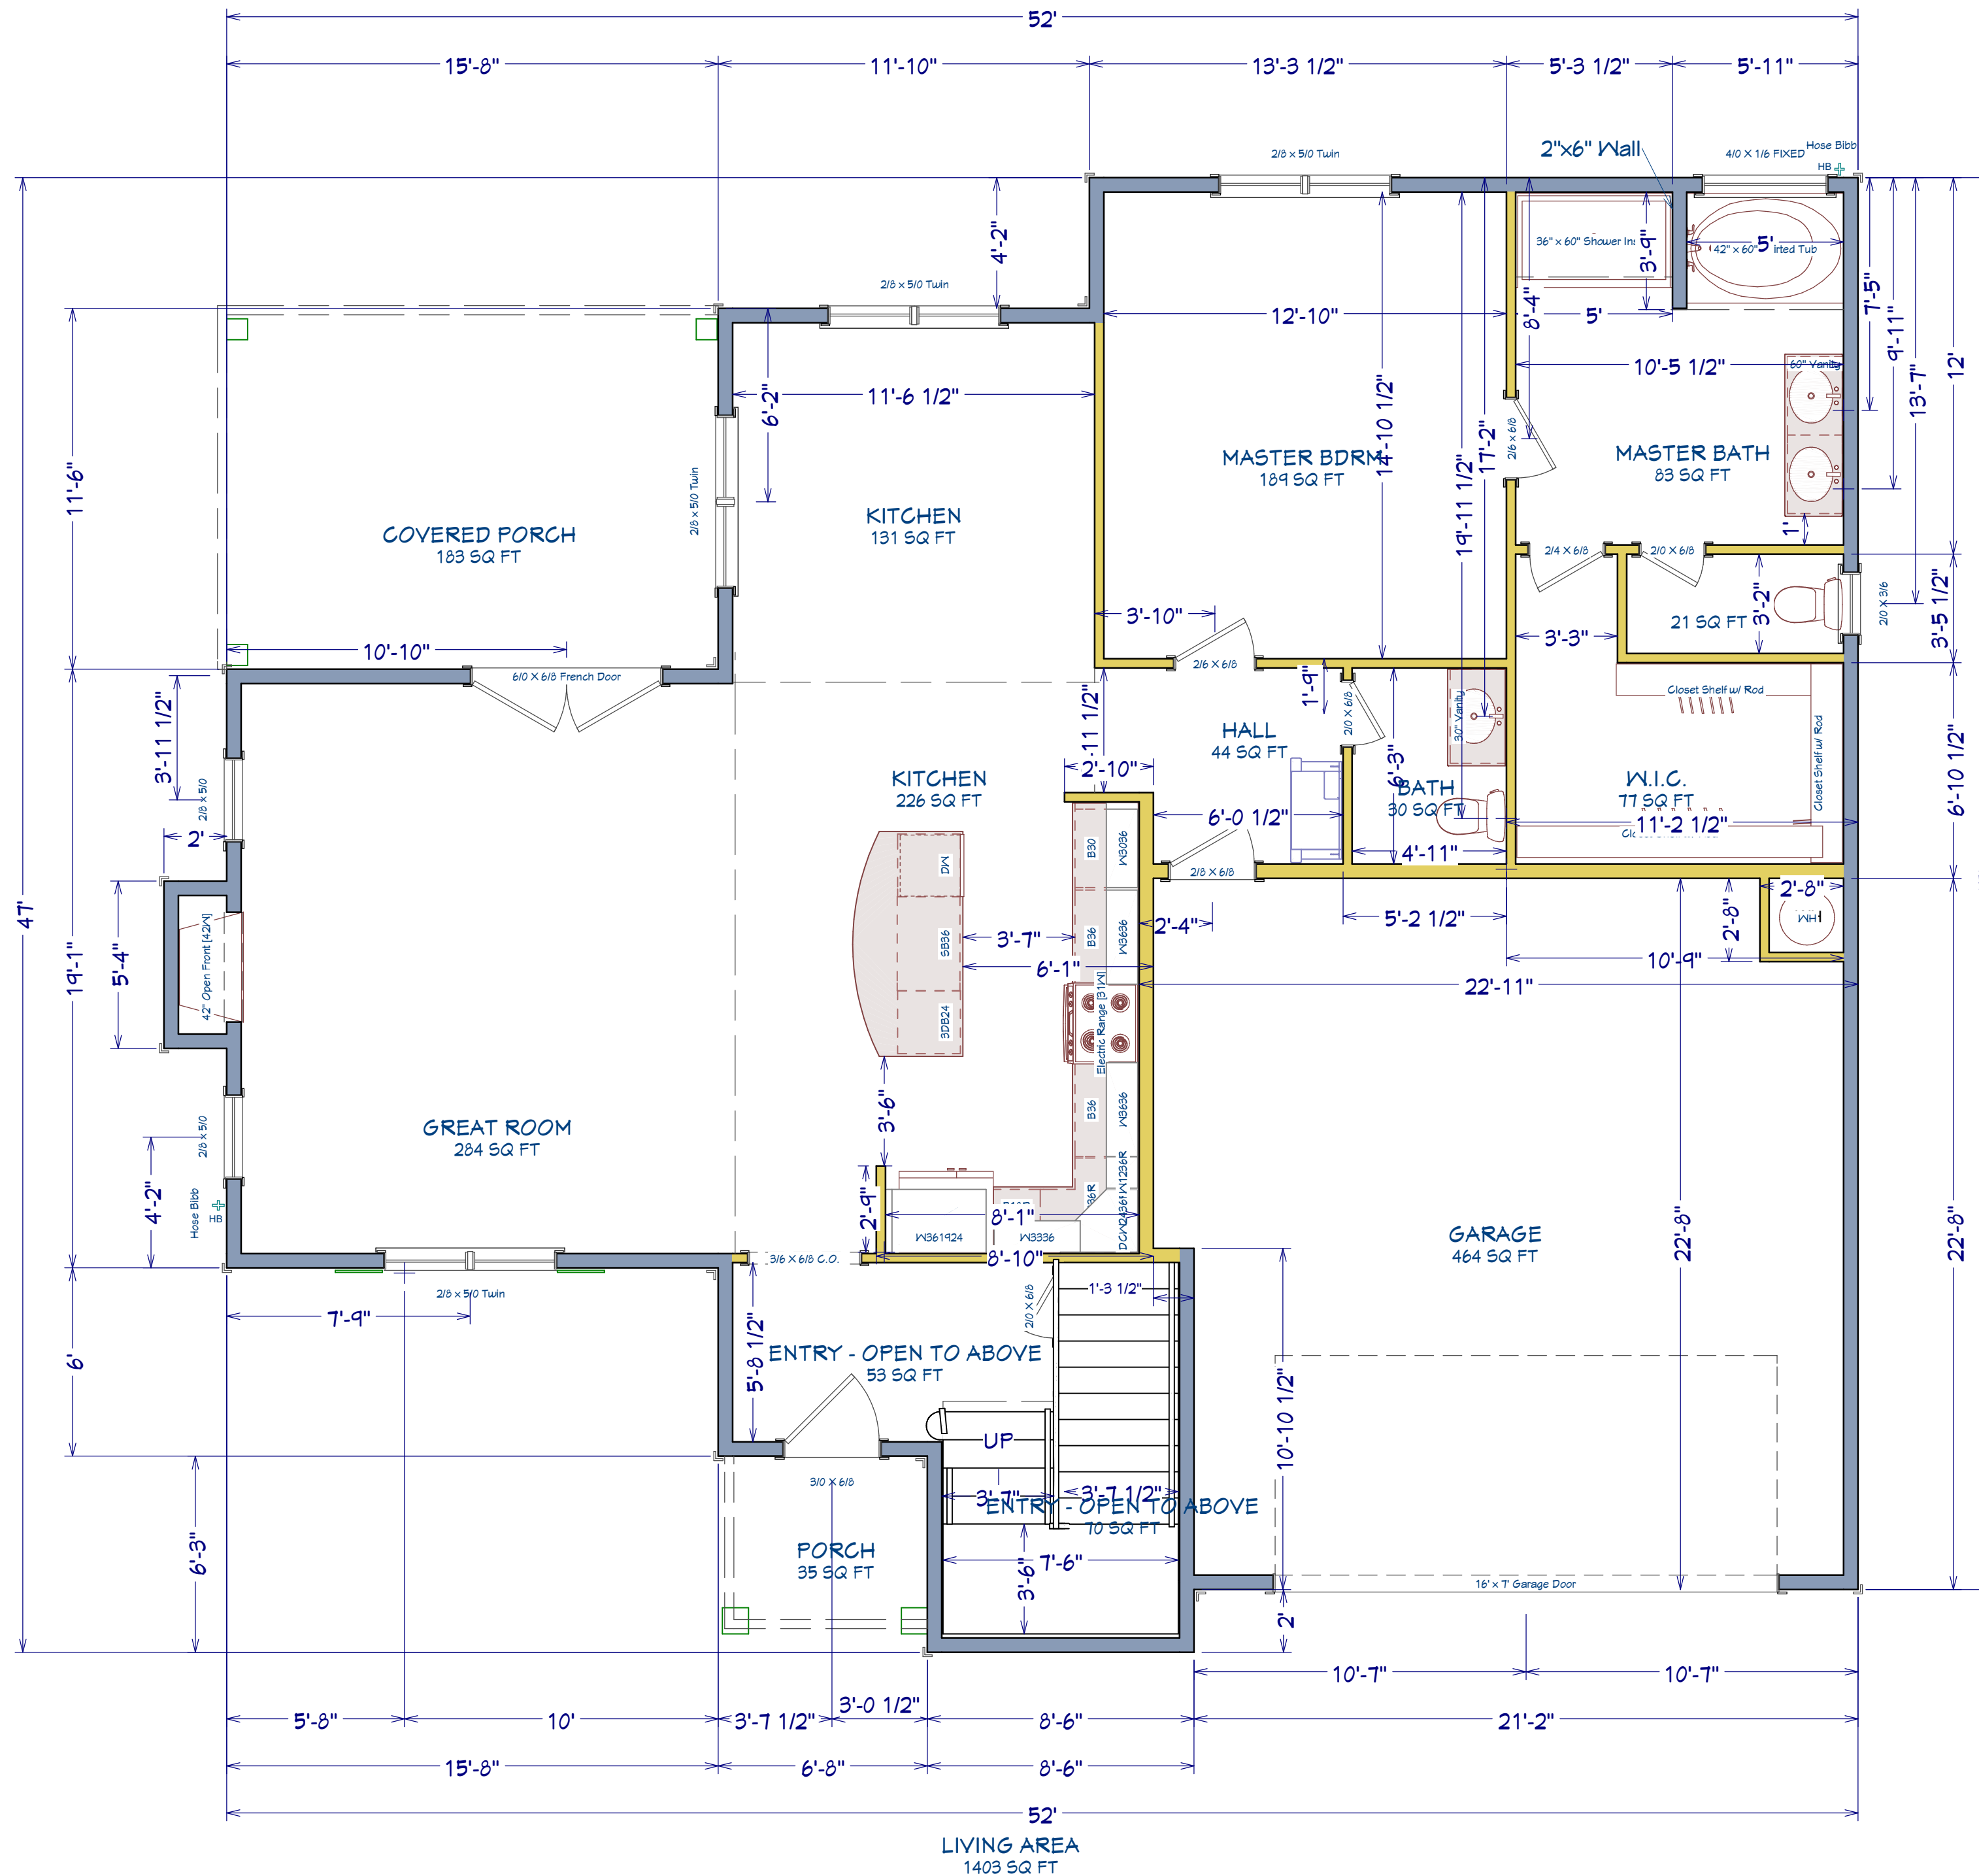 52'
15'-8"
11'-10"
13'-3 1/2"
5'-3 1/2"
5'-11"
2"x6" Wall
2/8 x 5/0 Twin
4/0 X 1/6 FIXED
Hose Bibb
HB
4'-2"
2/8 x 5/0 Twin
36" x 60" Shower
3'-9"
42" x 60"
5'
Tub
7'-5"
9'-11"
13'-7"
12'
12'-10"
8'-4"
5'
11'-6 1/2"
6'-2"
10'-5 1/2"
60" Vanity
14'-10 1/2"
17'-2"
19'-11 1/2"
2/6 x 6/8
MASTER BDRM
189 SQ FT
MASTER BATH
83 SQ FT
1'
11'-6"
COVERED PORCH
183 SQ FT
2/8 x 5/0 Twin
KITCHEN
131 SQ FT
2/4 X 6/8
2/0 X 6/8
3'-2"
21 SQ FT
2/0 X 3/6
3'-5 1/2"
3'-10"
3'-3"
10'-10"
6/0 X 6/8 French Door
2/6 X 6/8
1'-9"
2/0 X 6/8
30" Vanity
Closet Shelf w/ Rod
Closet Shelf w/ Rod
3'-11 1/2"
2/8 x 5/0
HALL
44 SQ FT
2'-10"
KITCHEN
226 SQ FT
6'-3"
BATH
30 SQ FT
W.I.C.
77 SQ FT
11'-2 1/2"
6'-10 1/2"
2'
6'-0 1/2"
4'-11"
2/8 X 6/8
B30
W3036
DW
47'
19'-1"
5'-4"
42" Open Front [42W]
SB36
3'-7"
B36
W3636
2'-4"
5'-2 1/2"
2'-8"
2'-8"
6'-1"
10'-9"
22'-11"
3DB24
Electric Range [31W]
3'-6"
B36
W3636
GREAT ROOM
284 SQ FT
2/8 x 5/0
4'-2"
Hose Bibb
HB
2'-9"
W1236R
8'-1"
W361924
W3336
8'-10"
3/6 X 6/8 C.O.
GARAGE
464 SQ FT
22'-8"
22'-8"
2/8 x 5/0 Twin
7'-9"
6'
5'-8 1/2"
2/0 X 6/8
1'-3 1/2"
ENTRY - OPEN TO ABOVE
53 SQ FT
10'-10 1/2"
UP
3/0 X 6/8
3'-7"
3'-7 1/2"
ENTRY - OPEN TO ABOVE
70 SQ FT
6'-3"
PORCH
35 SQ FT
7'-6"
3'-6"
16' x 7' Garage Door
2'
10'-7"
10'-7"
5'-8"
10'
3'-7 1/2"
3'-0 1/2"
8'-6"
21'-2"
15'-8"
6'-8"
8'-6"
52'
LIVING AREA
1403 SQ FT